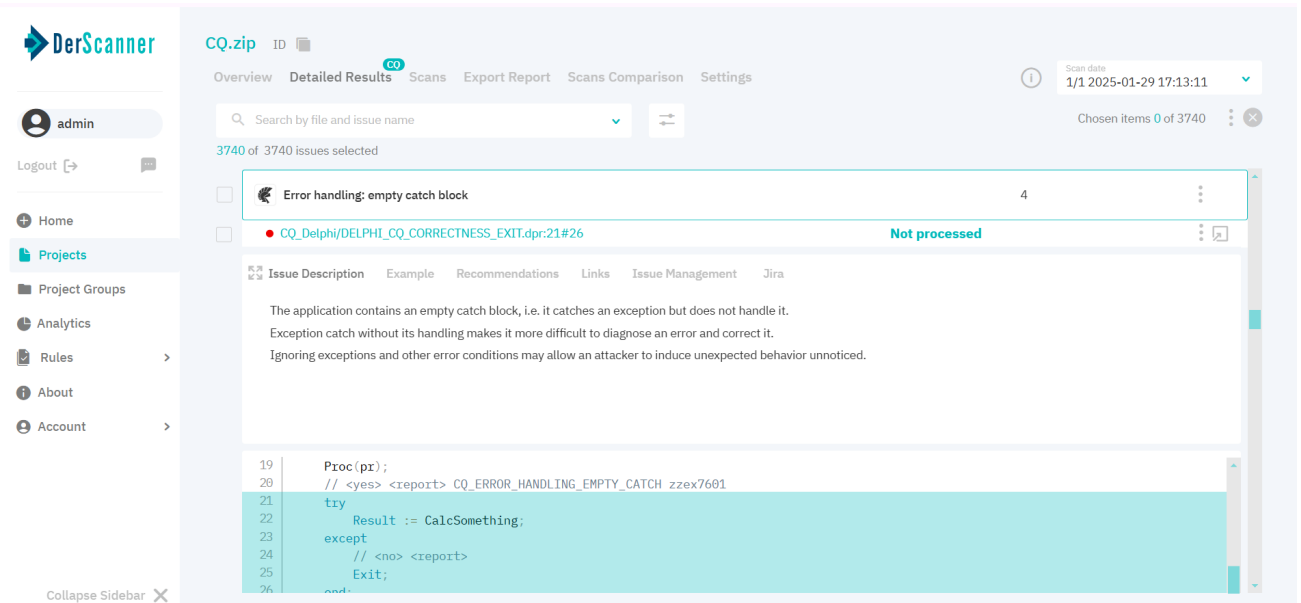 DerScanner
admin
Logout
Home
Projects
Project Groups
Analytics
Rules
About
Account
Collapse Sidebar
CQ.zip ID
Overview Detailed Results CQ Scans Export Report Scans Comparison Settings
Scan date
1/1 2025-01-29 17:13:11
Search by file and issue name
Chosen items 0 of 3740
3740 of 3740 issues selected
Error handling: empty catch block 4
CQ_Delphi/DELPHI_CQ_CORRECTNESS_EXIT.dpr:21#26 Not processed
Issue Description Example Recommendations Links Issue Management Jira
The application contains an empty catch block, i.e. it catches an exception but does not handle it.
Exception catch without its handling makes it more difficult to diagnose an error and correct it.
Ignoring exceptions and other error conditions may allow an attacker to induce unexpected behavior unnoticed.
19 Proc(pr);
20 // <yes> <report> CQ_ERROR_HANDLING_EMPTY_CATCH zzex7601
21 try
22 Result := CalcSomething;
23 except
24 // <no> <report>
25 Exit;
26 end;